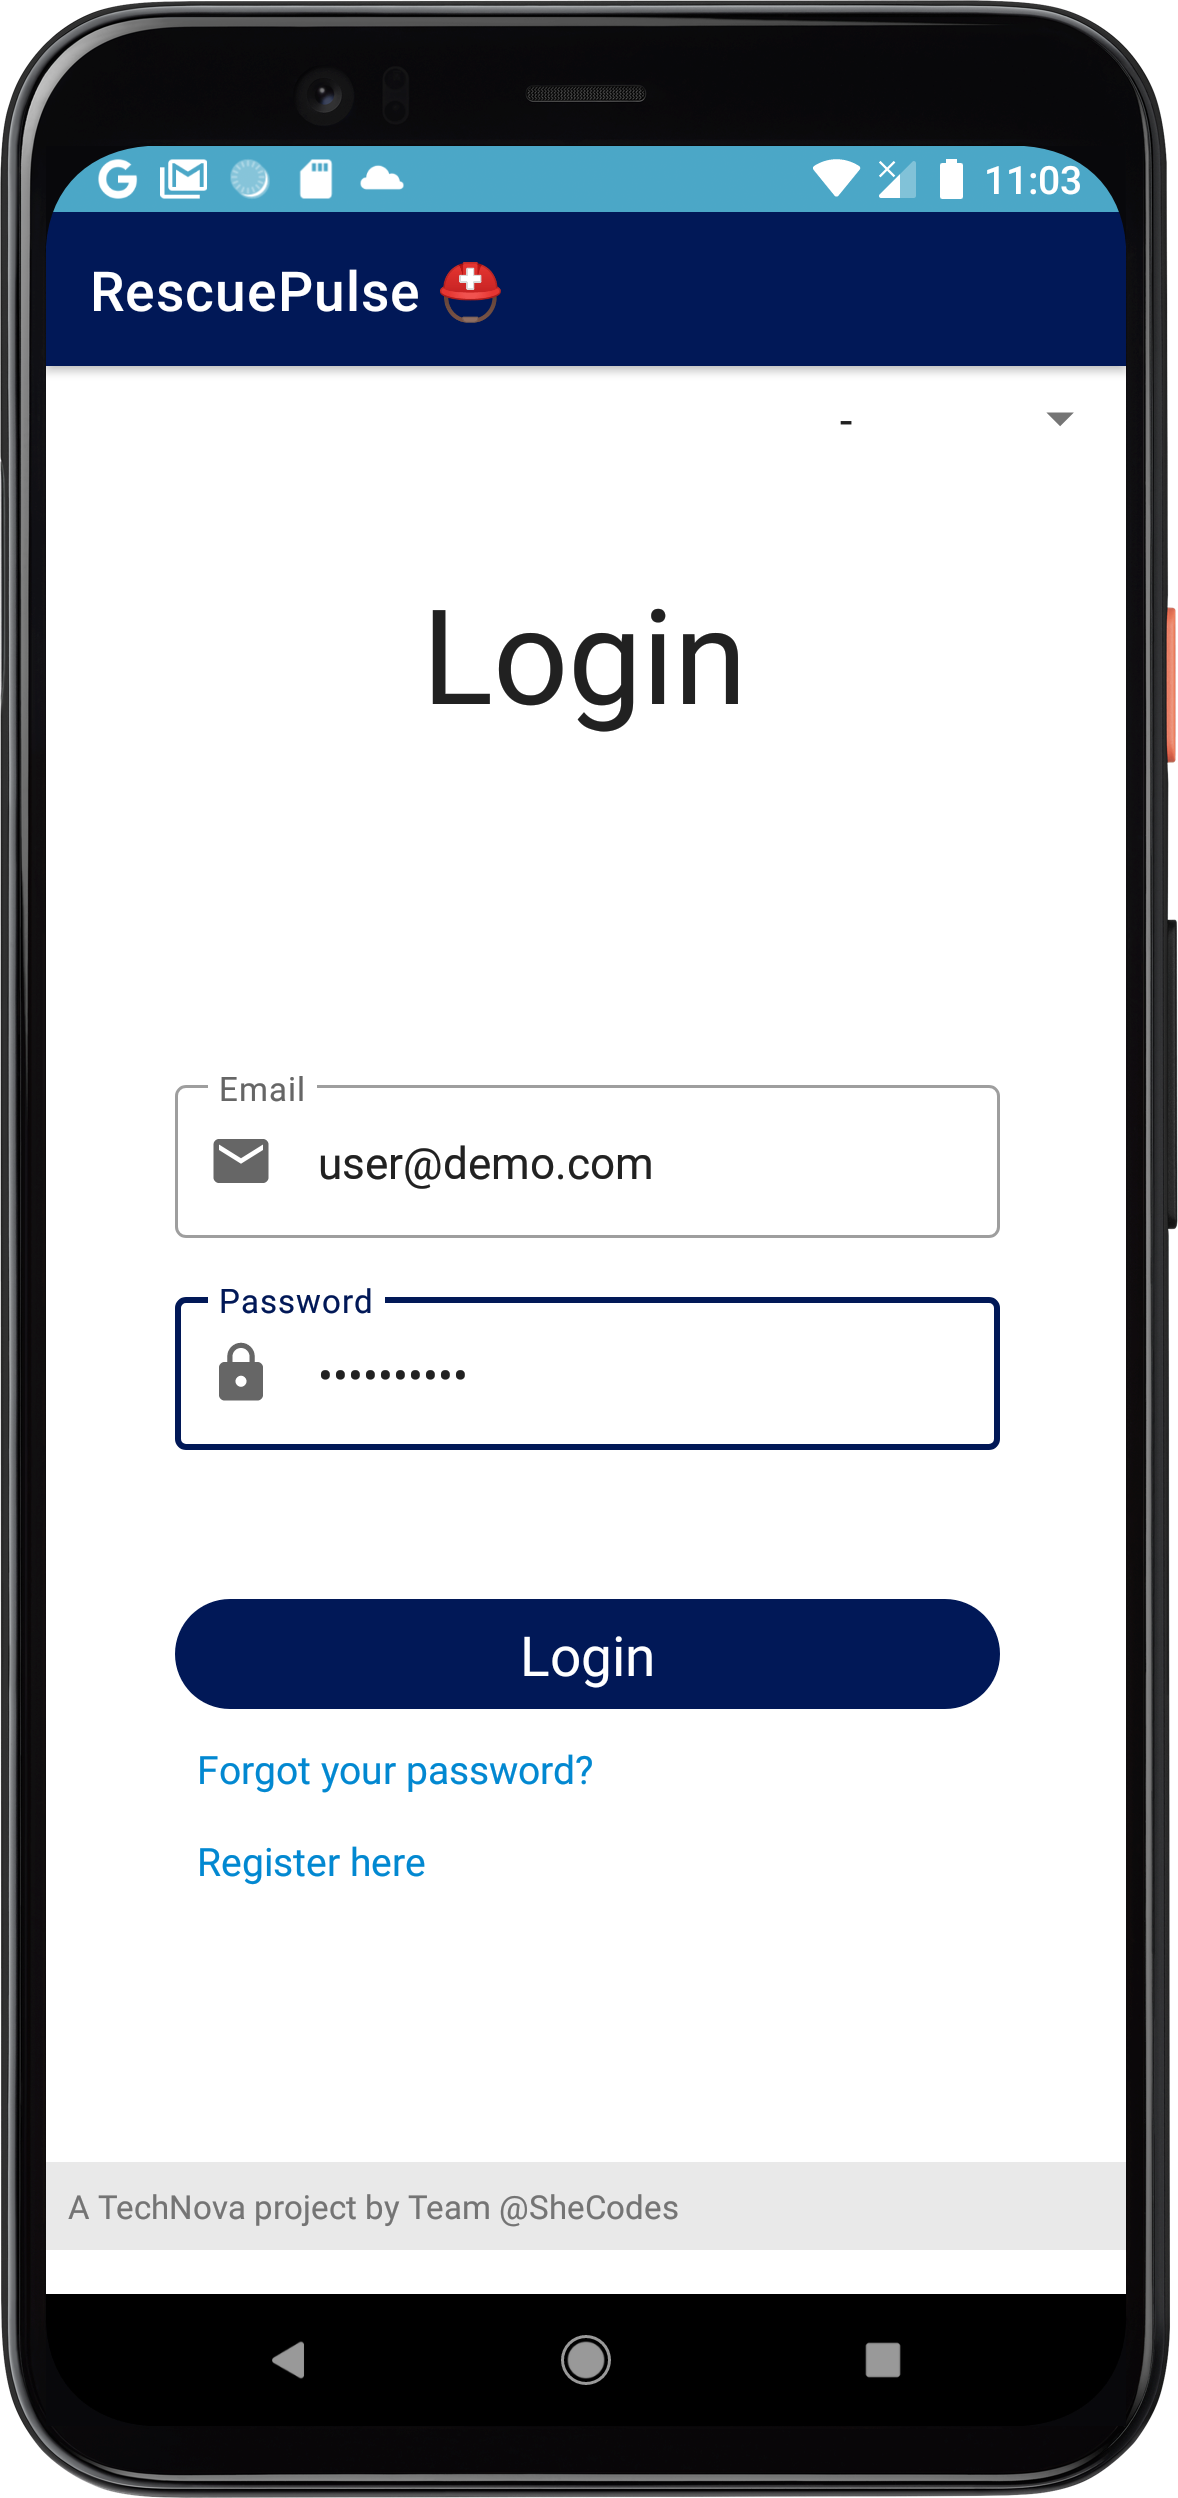 11:03
RescuePulse ⛑
-
Login
Email
user@demo.com
Password
••••••••••
Login
Forgot your password?
Register here
A TechNova project by Team @SheCodes